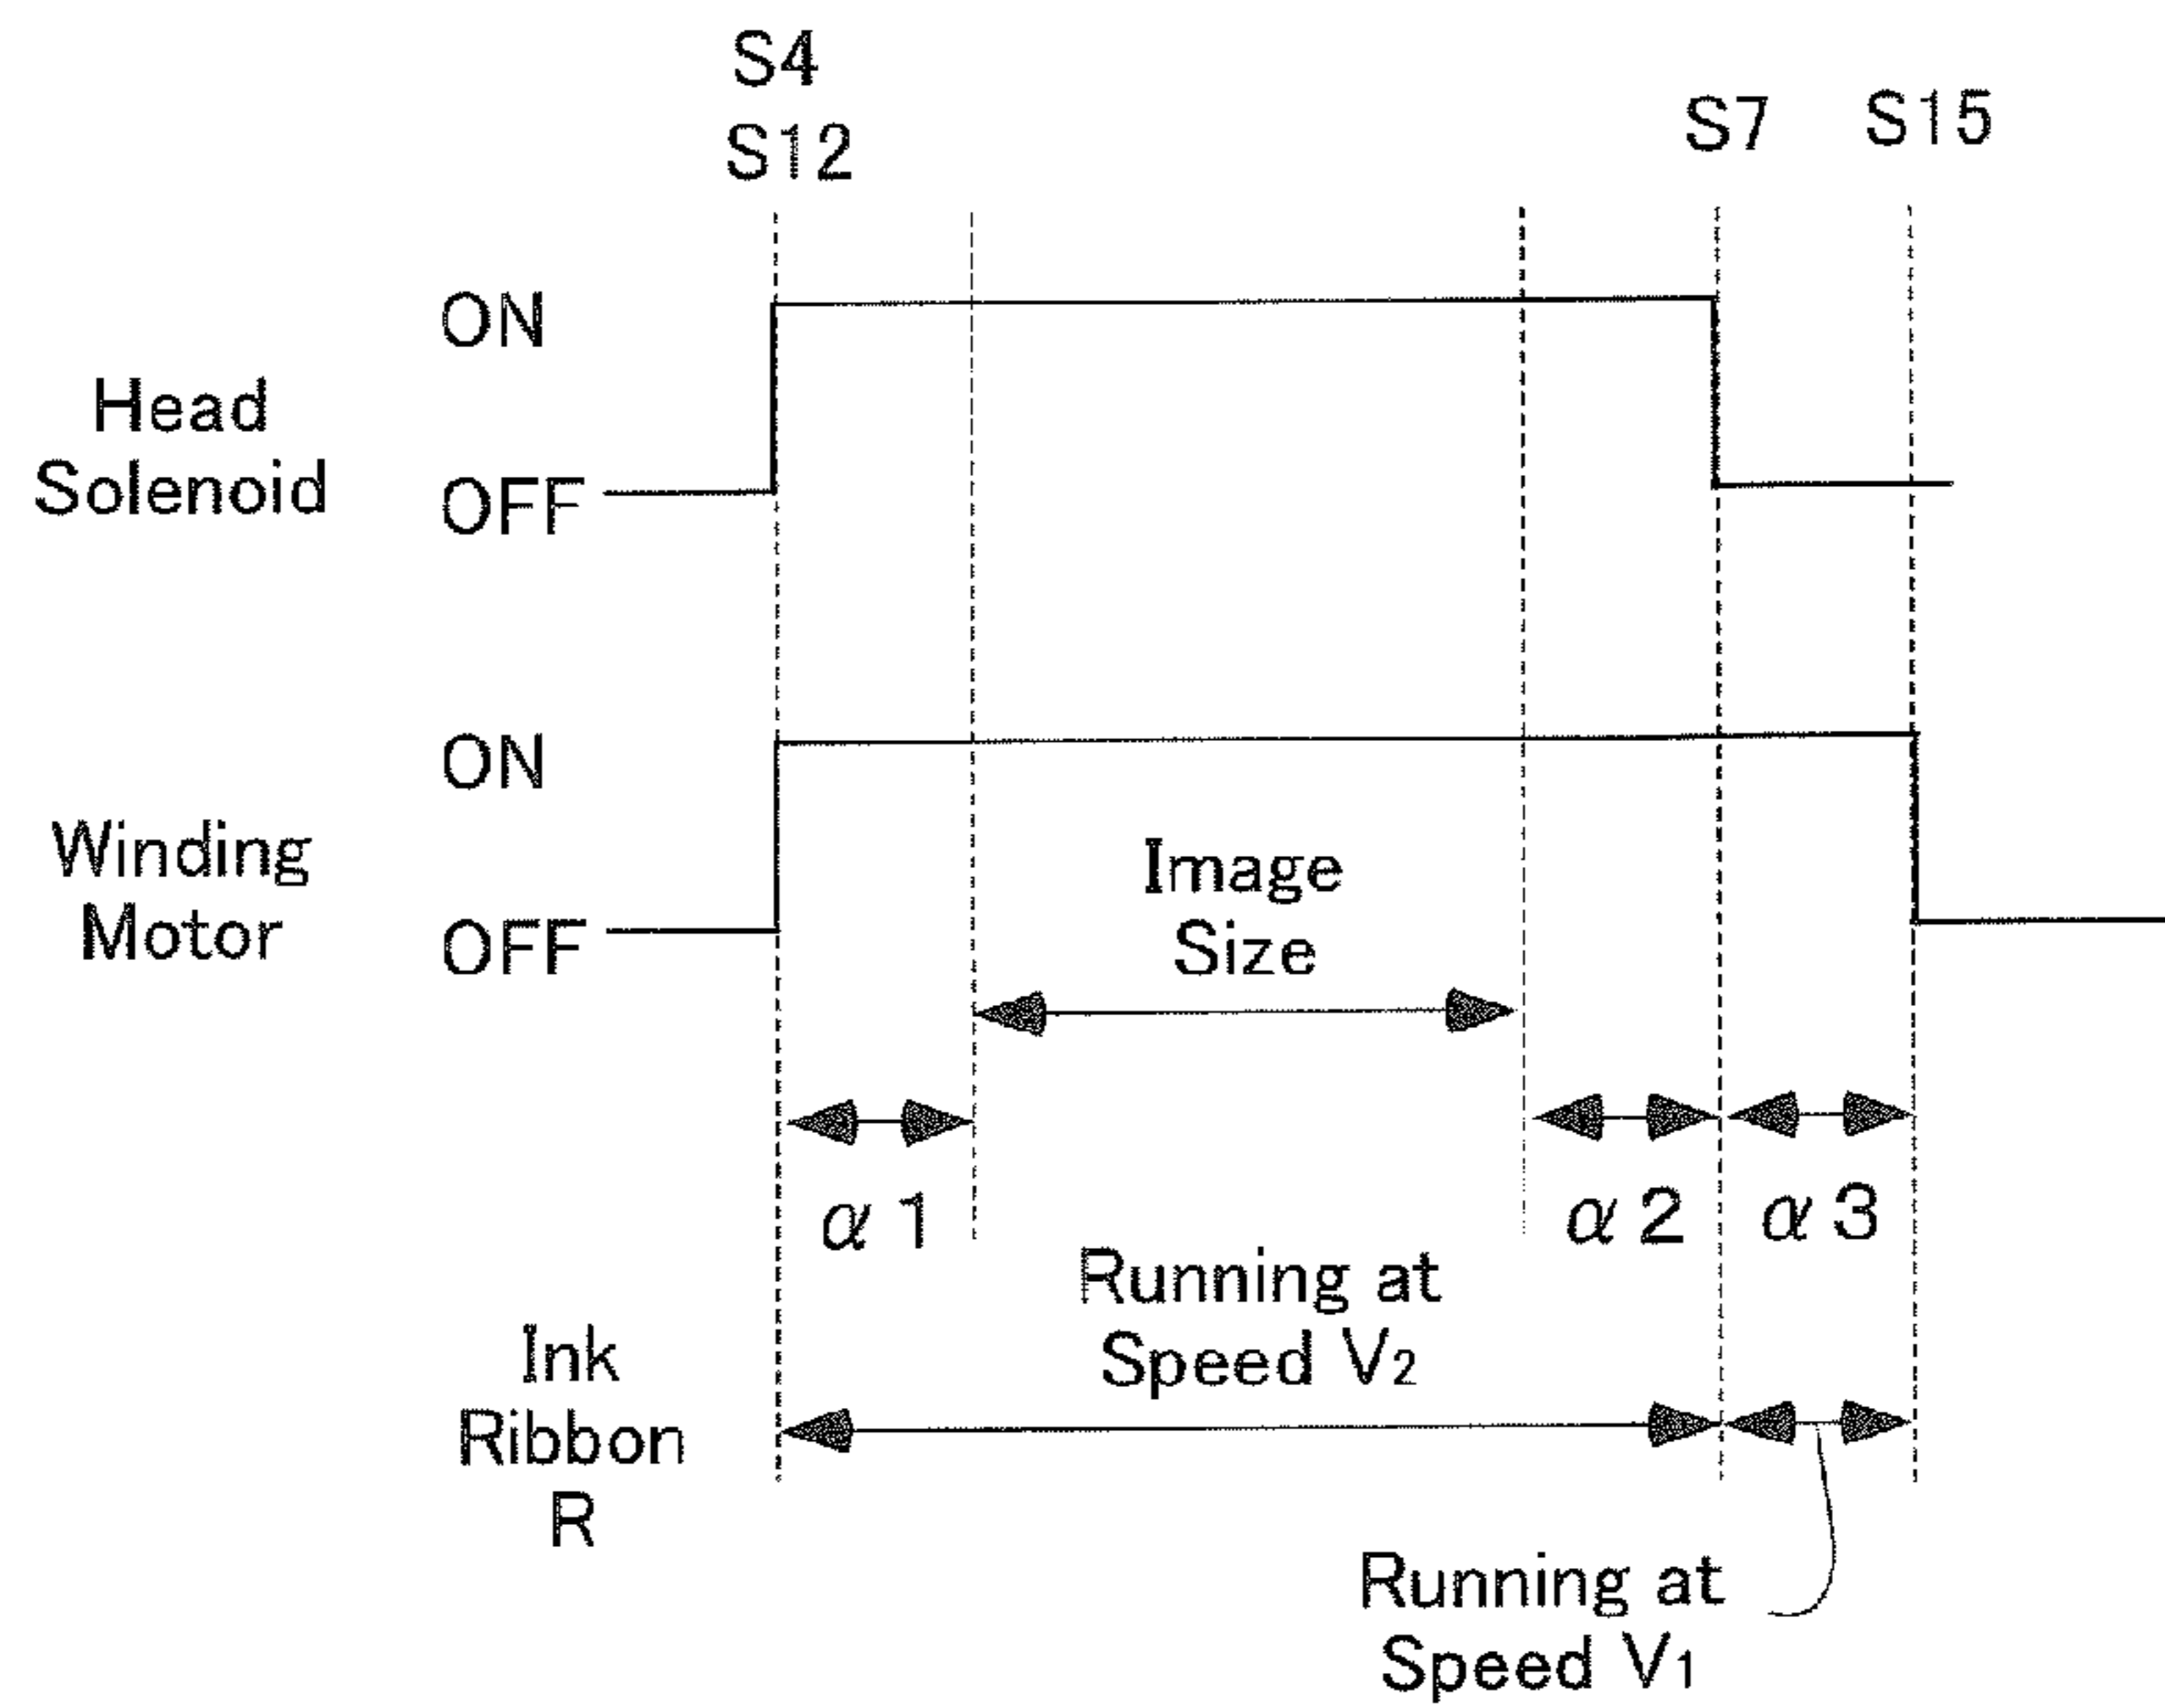 S4
S12
S7
S15
ON
Head
Solenoid
OFF
ON
Winding
Motor
OFF
Image
Size
α1
α2
α3
Running at
Speed V₂
Ink
Ribbon
R
Running at
Speed V₁